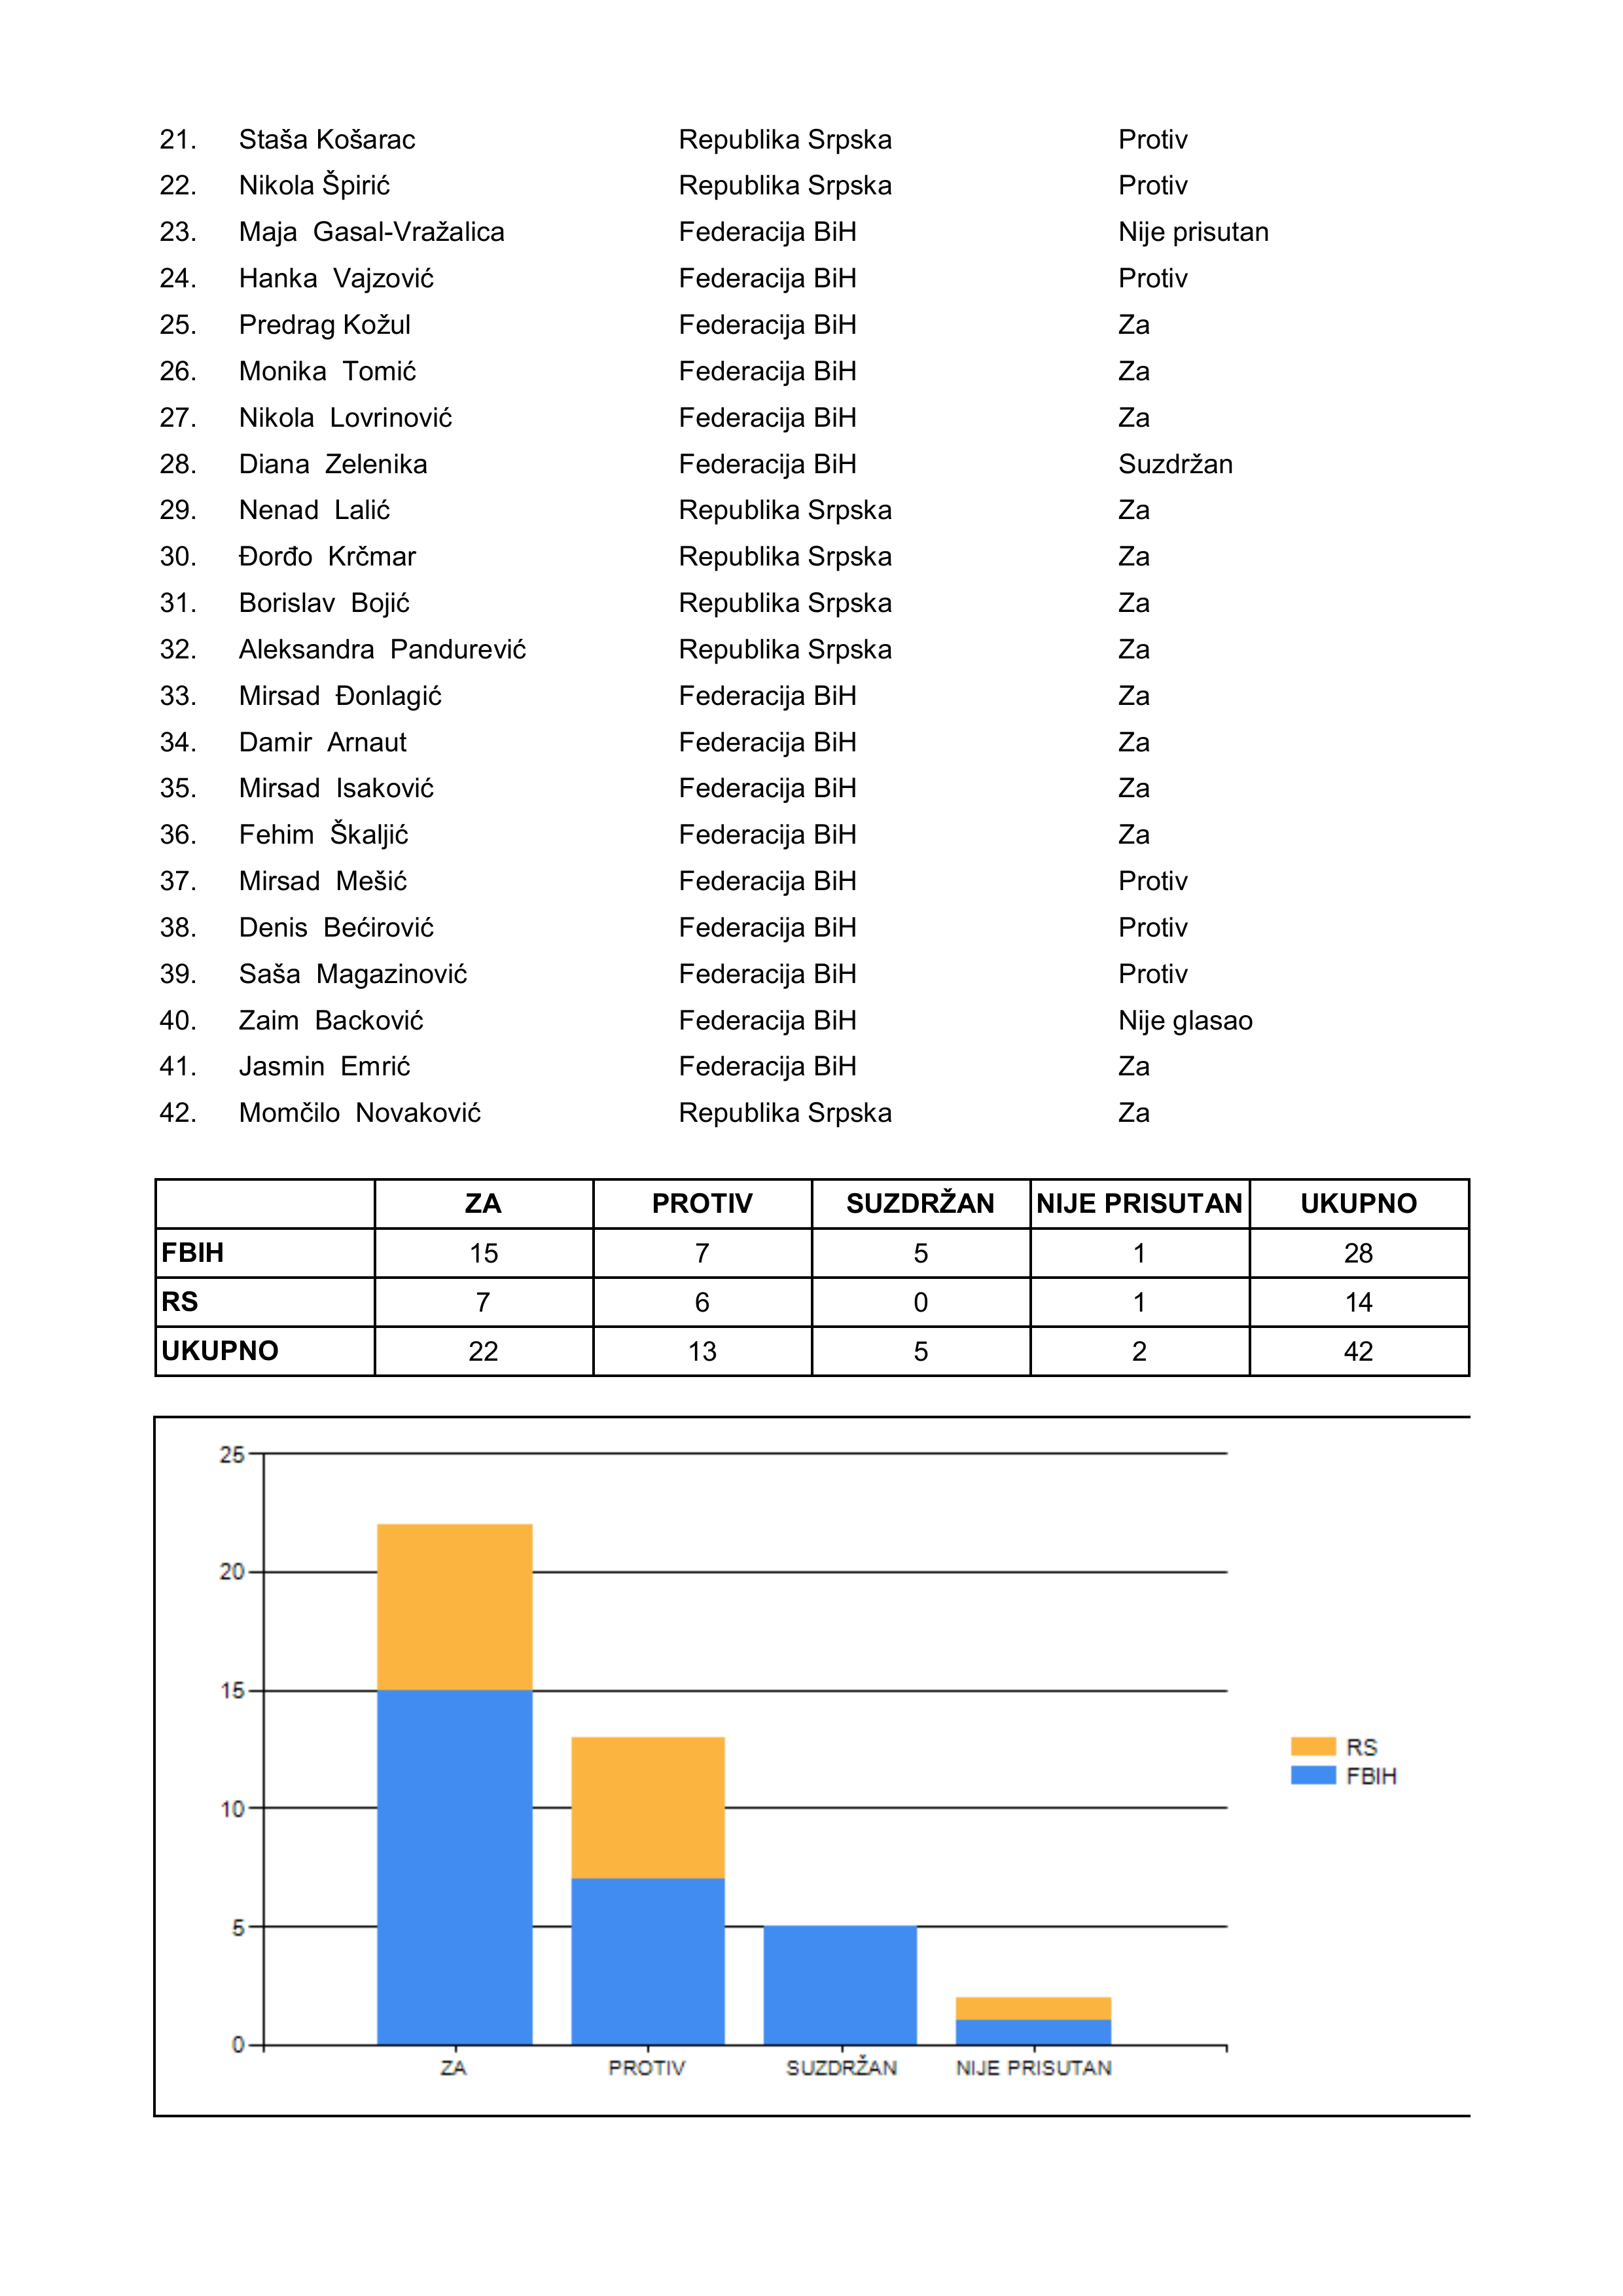 21. Staša Košarac Republika Srpska Protiv
22. Nikola Špirić Republika Srpska Protiv
23. Maja Gasal-Vražalica Federacija BiH Nije prisutan
24. Hanka Vajzović Federacija BiH Protiv
25. Predrag Kožul Federacija BiH Za
26. Monika Tomić Federacija BiH Za
27. Nikola Lovrinović Federacija BiH Za
28. Diana Zelenika Federacija BiH Suzdržan
29. Nenad Lalić Republika Srpska Za
30. Đorđo Krčmar Republika Srpska Za
31. Borislav Bojić Republika Srpska Za
32. Aleksandra Pandurević Republika Srpska Za
33. Mirsad Đonlagić Federacija BiH Za
34. Damir Arnaut Federacija BiH Za
35. Mirsad Isaković Federacija BiH Za
36. Fehim Škaljić Federacija BiH Za
37. Mirsad Mešić Federacija BiH Protiv
38. Denis Bećirović Federacija BiH Protiv
39. Saša Magazinović Federacija BiH Protiv
40. Zaim Backović Federacija BiH Nije glasao
41. Jasmin Emrić Federacija BiH Za
42. Momčilo Novaković Republika Srpska Za
ZA PROTIV SUZDRŽAN NIJE PRISUTAN UKUPNO
FBIH 15 7 5 1 28
RS 7 6 0 1 14
UKUPNO 22 13 5 2 42
25
20
15
10
5
0
ZA PROTIV SUZDRŽAN NIJE PRISUTAN
RS
FBIH